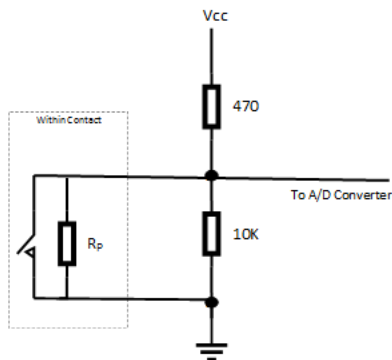 Vcc
470
Within Contact
To A/D Converter
10K
RP